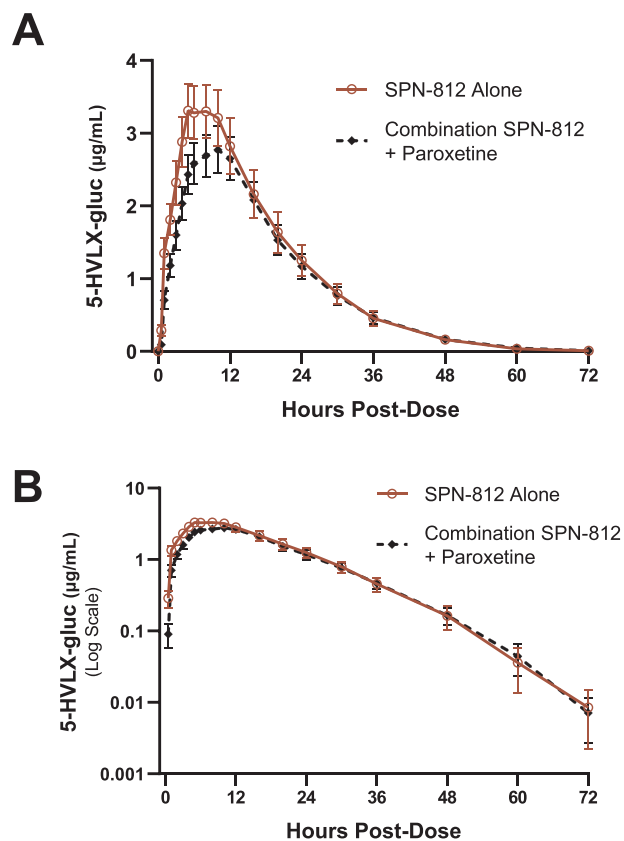 A
4
3
2
1
0
5-HVLX-gluc (µg/mL)
SPN-812 Alone
Combination SPN-812
+ Paroxetine
0 12 24 36 48 60 72
Hours Post-Dose
B
10
1
0.1
0.01
0.001
5-HVLX-gluc (µg/mL)
(Log Scale)
SPN-812 Alone
Combination SPN-812
+ Paroxetine
0 12 24 36 48 60 72
Hours Post-Dose